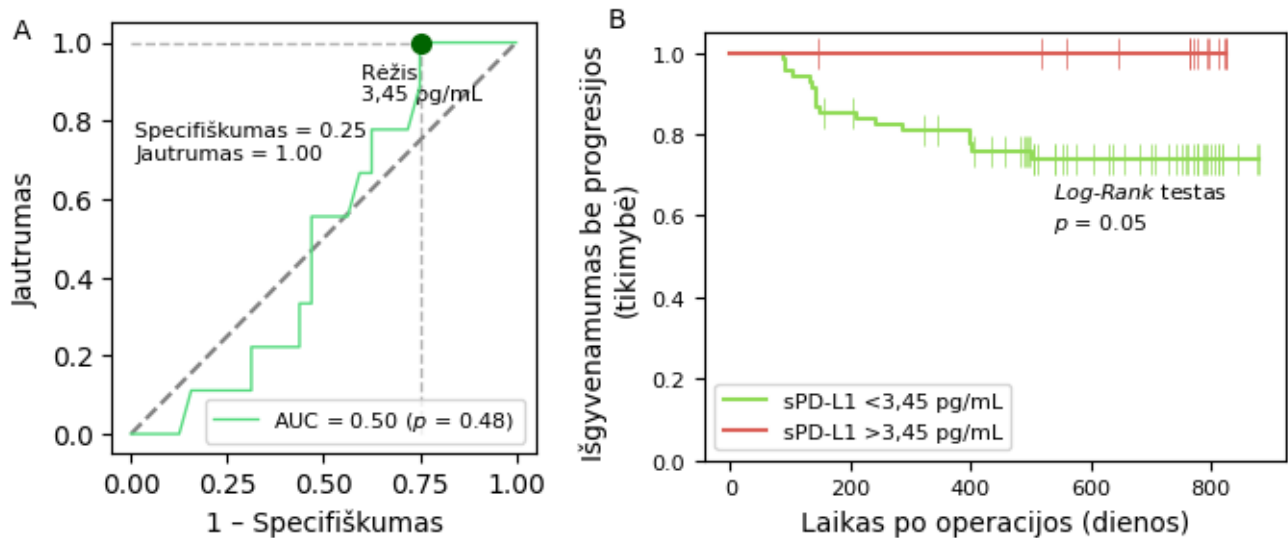 A
Jautrumas
1.0
0.8
0.6
0.4
0.2
0.0
Rėžis
3,45 pg/mL
Specifiškumas = 0.25
Jautrumas = 1.00
AUC = 0.50 (p = 0.48)
0.00 0.25 0.50 0.75 1.00
1 – Specifiškumas
B
Išgyvenamumas be progresijos
(tikimybė)
1.0
0.8
0.6
0.4
0.2
0.0
Log-Rank testas
p = 0.05
sPD-L1 <3,45 pg/mL
sPD-L1 >3,45 pg/mL
0 200 400 600 800
Laikas po operacijos (dienos)